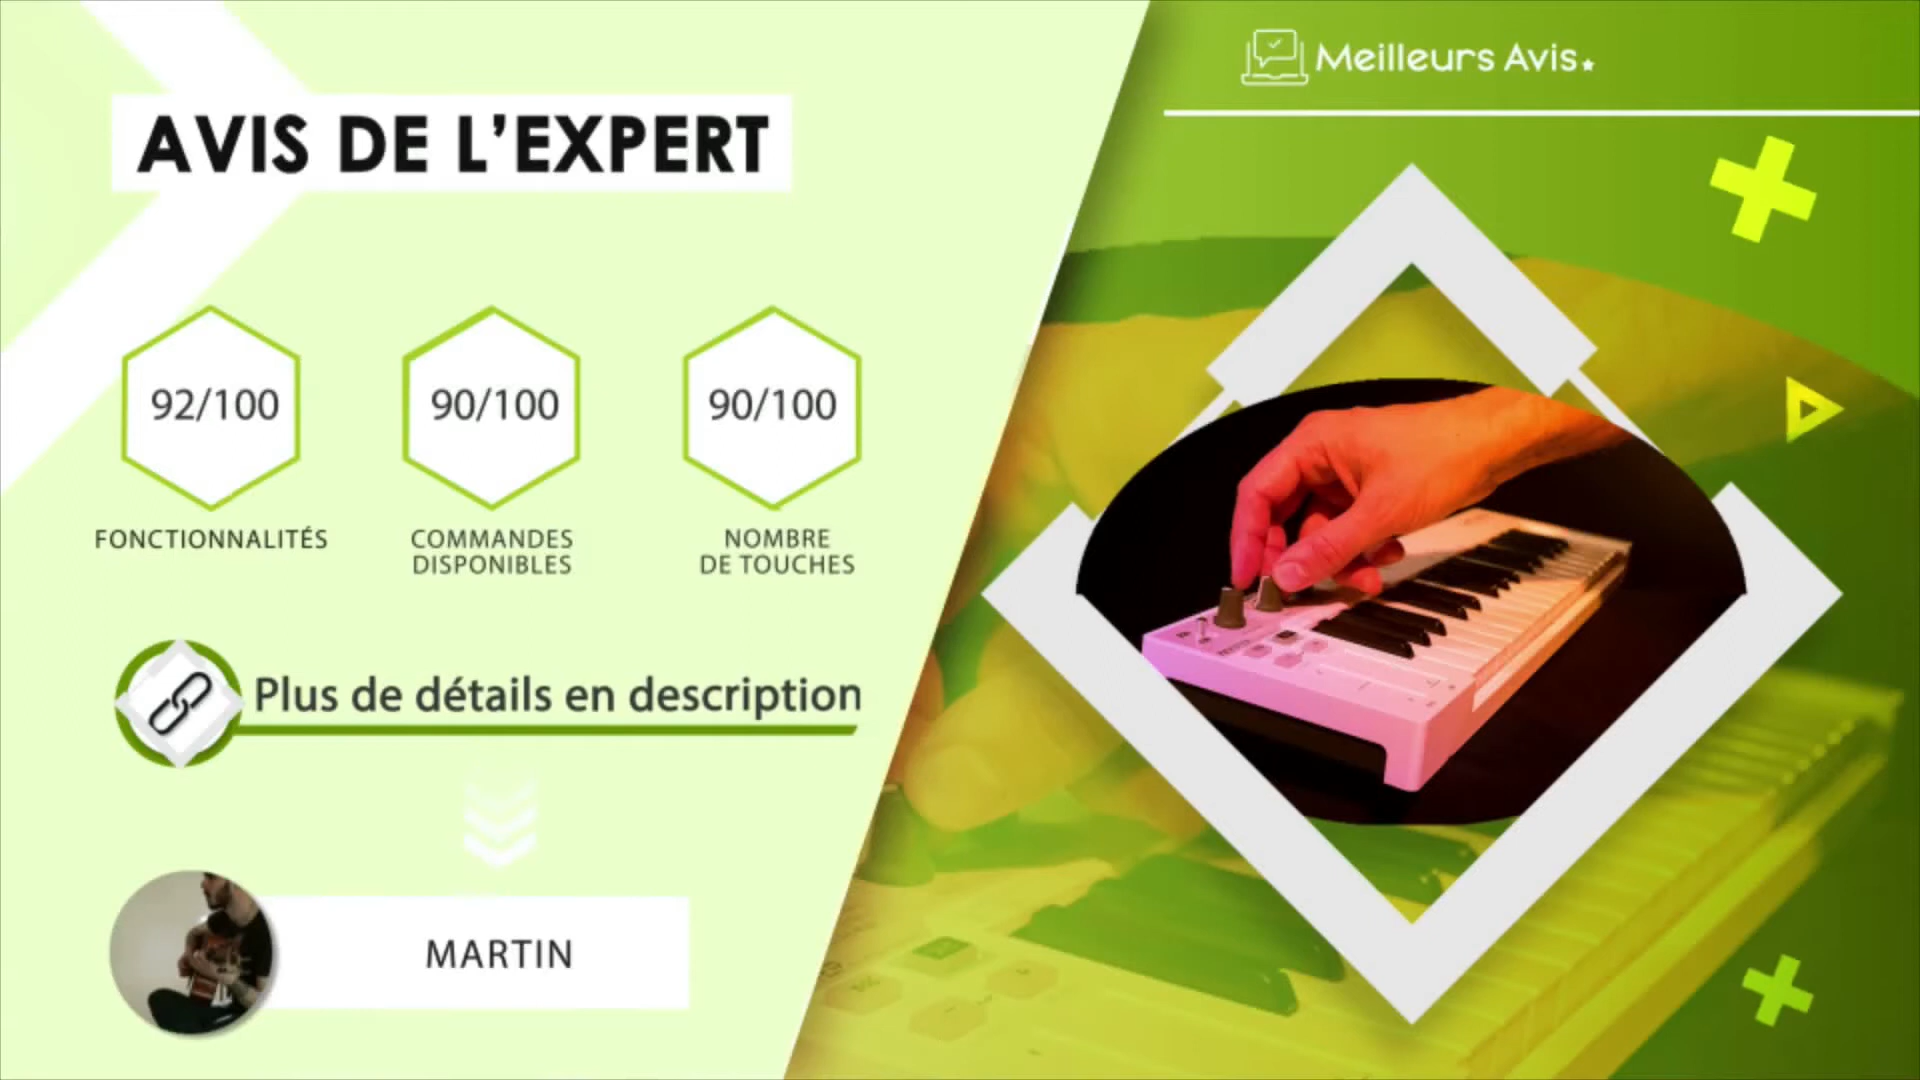 Meilleurs Avis
AVIS DE L'EXPERT
92/100
90/100
90/100
FONCTIONNALITÉS
COMMANDES
DISPONIBLES
NOMBRE
DE TOUCHES
Plus de détails en description
MARTIN